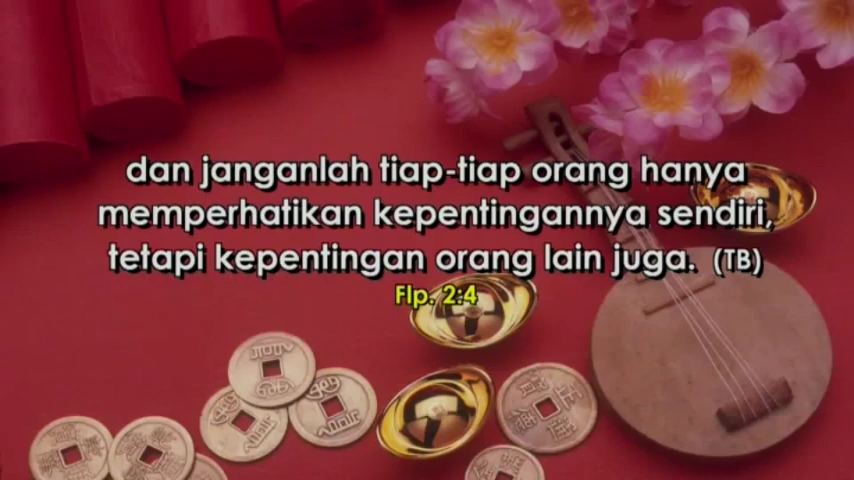 dan janganlah tiap-tiap orang hanya
memperhatikan kepentingannya sendiri,
tetapi kepentingan orang lain juga. (TB)
Flp. 2:4